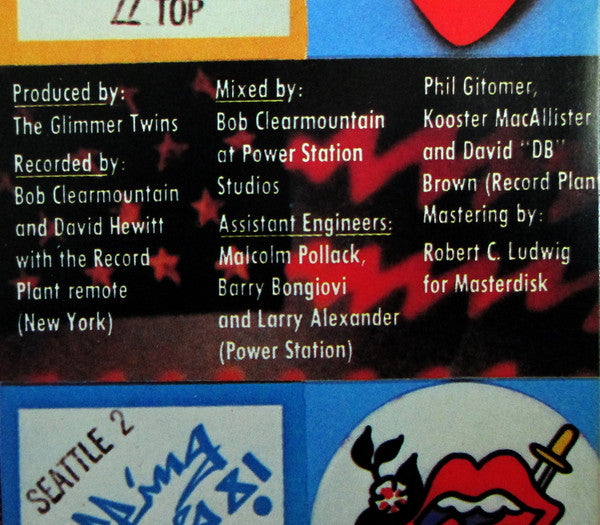 ZZ TOP
Produced by:
The Glimmer Twins
Recorded by:
Bob Clearmountain
and David Hewitt
with the Record
Plant remote
(New York)
Mixed by:
Bob Clearmountain
at Power Station
Studios
Assistant Engineers:
Malcolm Pollack,
Barry Bongiovi
and Larry Alexander
(Power Station)
Phil Gitomer,
Kooster MacAllister
and David "DB"
Brown (Record Plan
Mastering by:
Robert C. Ludwig
for Masterdisk
SEATTLE 2